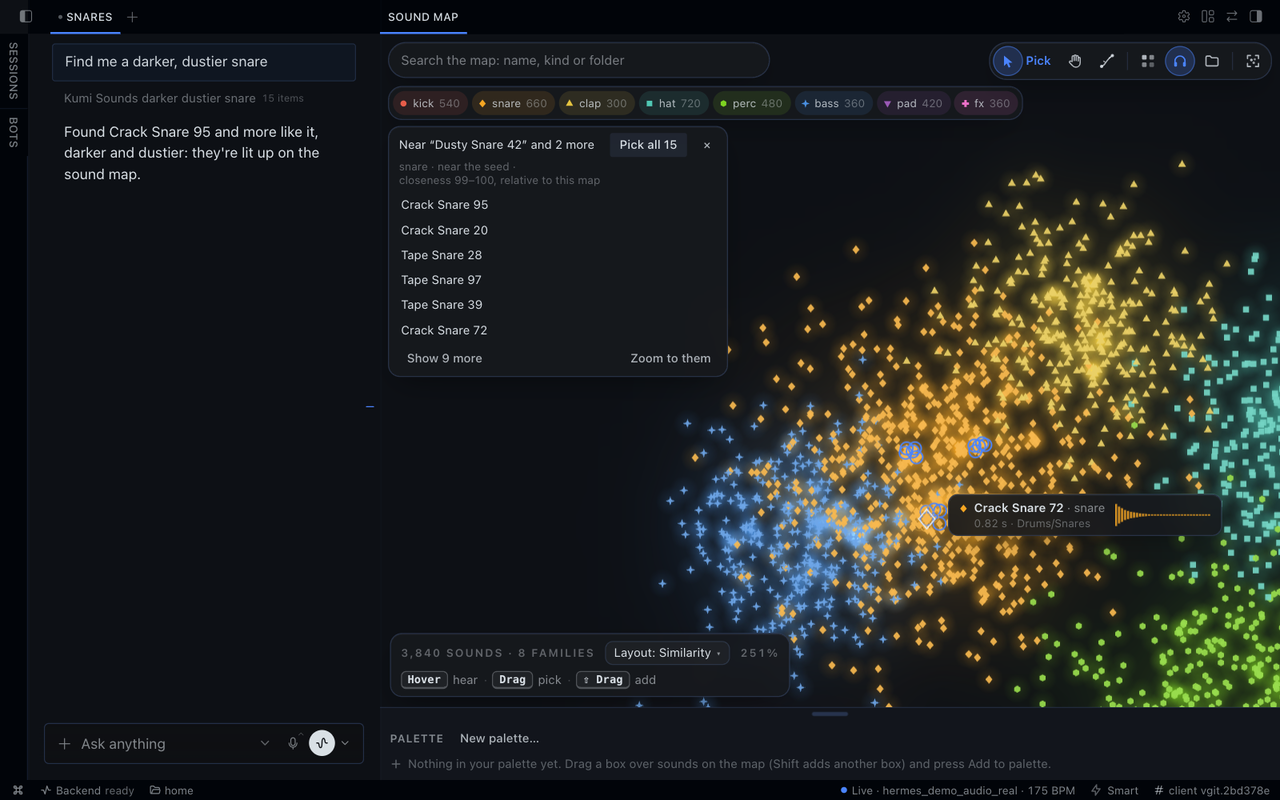 SNARES
SOUND MAP
SESSIONS
BOTS
Find me a darker, dustier snare
Kumi Sounds darker dustier snare 15 items
Found Crack Snare 95 and more like it,
darker and dustier: they're lit up on the
sound map.
Search the map: name, kind or folder
Pick
kick 540 snare 660 clap 300 hat 720 perc 480 bass 360 pad 420 fx 360
Near “Dusty Snare 42” and 2 more Pick all 15 ×
snare · near the seed ·
closeness 99–100, relative to this map
Crack Snare 95
Crack Snare 20
Tape Snare 28
Tape Snare 97
Tape Snare 39
Crack Snare 72
Show 9 more Zoom to them
Crack Snare 72 · snare
0.82 s · Drums/Snares
3,840 SOUNDS · 8 FAMILIES Layout: Similarity 251%
Hover hear · Drag pick · ⇧ Drag add
Ask anything
PALETTE New palette...
+ Nothing in your palette yet. Drag a box over sounds on the map (Shift adds another box) and press Add to palette.
⌘ Backend ready home Live · hermes_demo_audio_real · 175 BPM Smart # client vgit.2bd378e